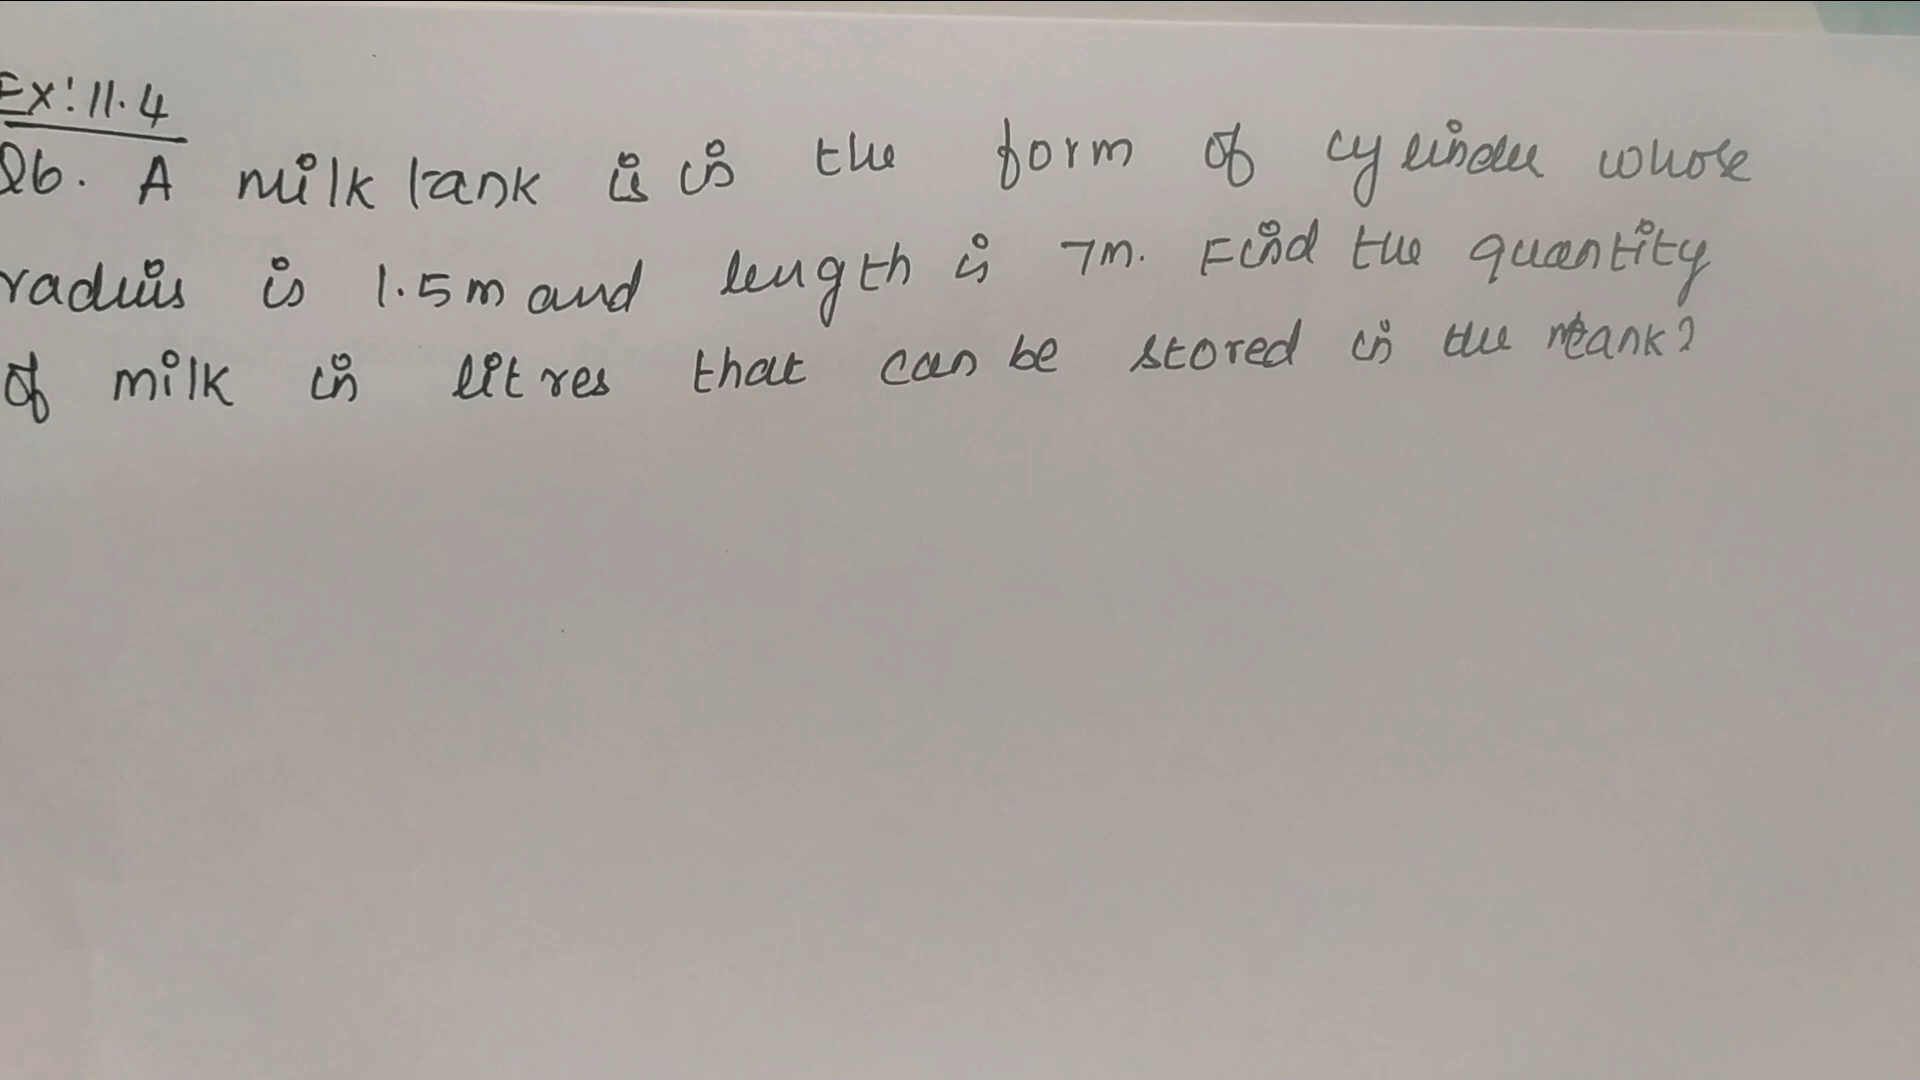 Ex: 11.4
Q6. A milk tank is in the form of cylinder whose
radius is 1.5m and length is 7m. Find the quantity
of milk in litres that can be stored in the tank?